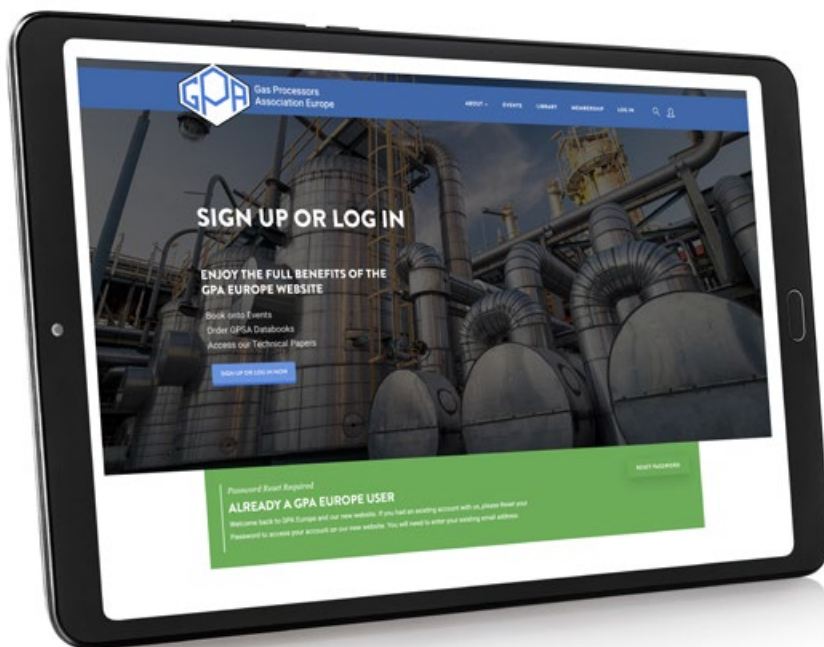 GPA
Gas Processors
Association Europe
ABOUT
EVENTS
LIBRARY
MEMBERSHIP
LOG IN
SIGN UP OR LOG IN
ENJOY THE FULL BENEFITS OF THE
GPA EUROPE WEBSITE
Book onto Events
Order GPSA Databooks
Access our Technical Papers
SIGN UP OR LOG IN NOW
Password Reset Required
RESET PASSWORD
ALREADY A GPA EUROPE USER
Welcome back to GPA Europe and our new website. If you had an existing account with us, please Reset your
Password to access your account on our new website. You will need to enter your existing email address.